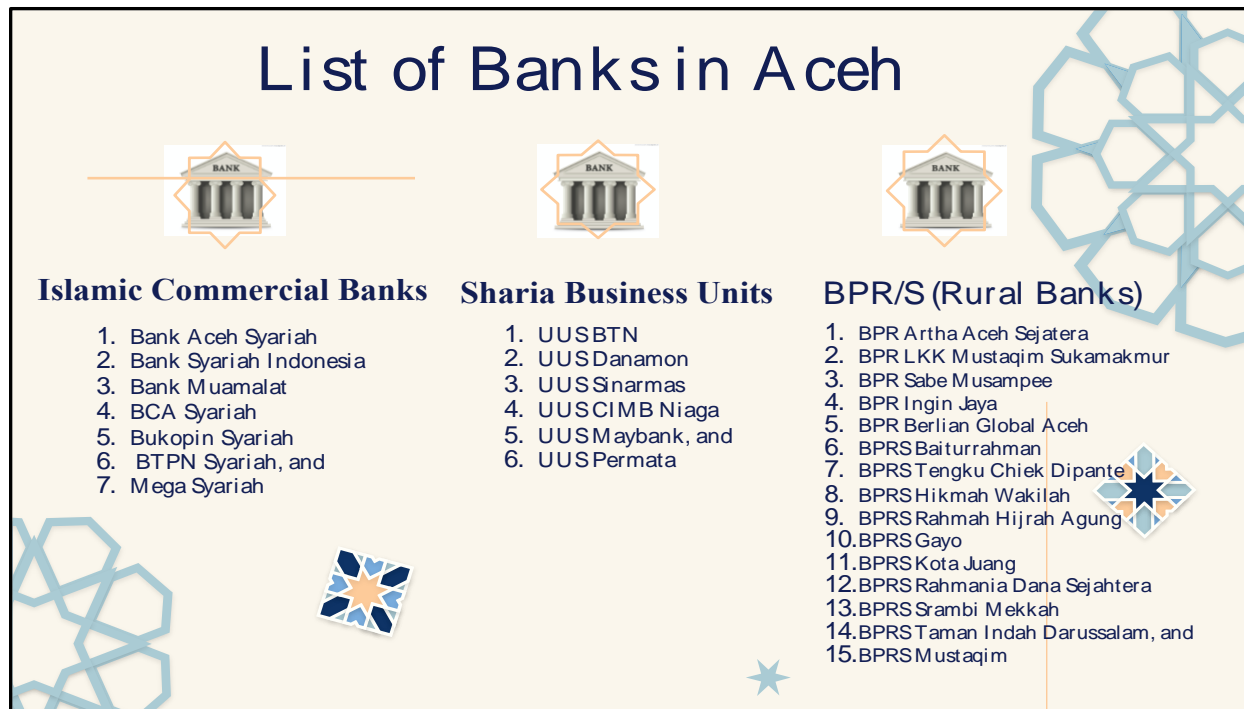 List of Banks in Aceh
BANK
BANK
BANK
Islamic Commercial Banks
1. Bank Aceh Syariah
2. Bank Syariah Indonesia
3. Bank Muamalat
4. BCA Syariah
5. Bukopin Syariah
6. BTPN Syariah, and
7. Mega Syariah
Sharia Business Units
1. UUS BTN
2. UUS Danamon
3. UUS Sinarmas
4. UUS CIMB Niaga
5. UUS Maybank, and
6. UUS Permata
BPR/S (Rural Banks)
1. BPR Artha Aceh Sejatera
2. BPR LKK Mustaqim Sukamakmur
3. BPR Sabe Musampee
4. BPR Ingin Jaya
5. BPR Berlian Global Aceh
6. BPRS Baiturrahman
7. BPRS Tengku Chiek Dipante
8. BPRS Hikmah Wakilah
9. BPRS Rahmah Hijrah Agung
10. BPRS Gayo
11. BPRS Kota Juang
12. BPRS Rahmania Dana Sejahtera
13. BPRS Srambi Mekkah
14. BPRS Taman Indah Darussalam, and
15. BPRS Mustaqim